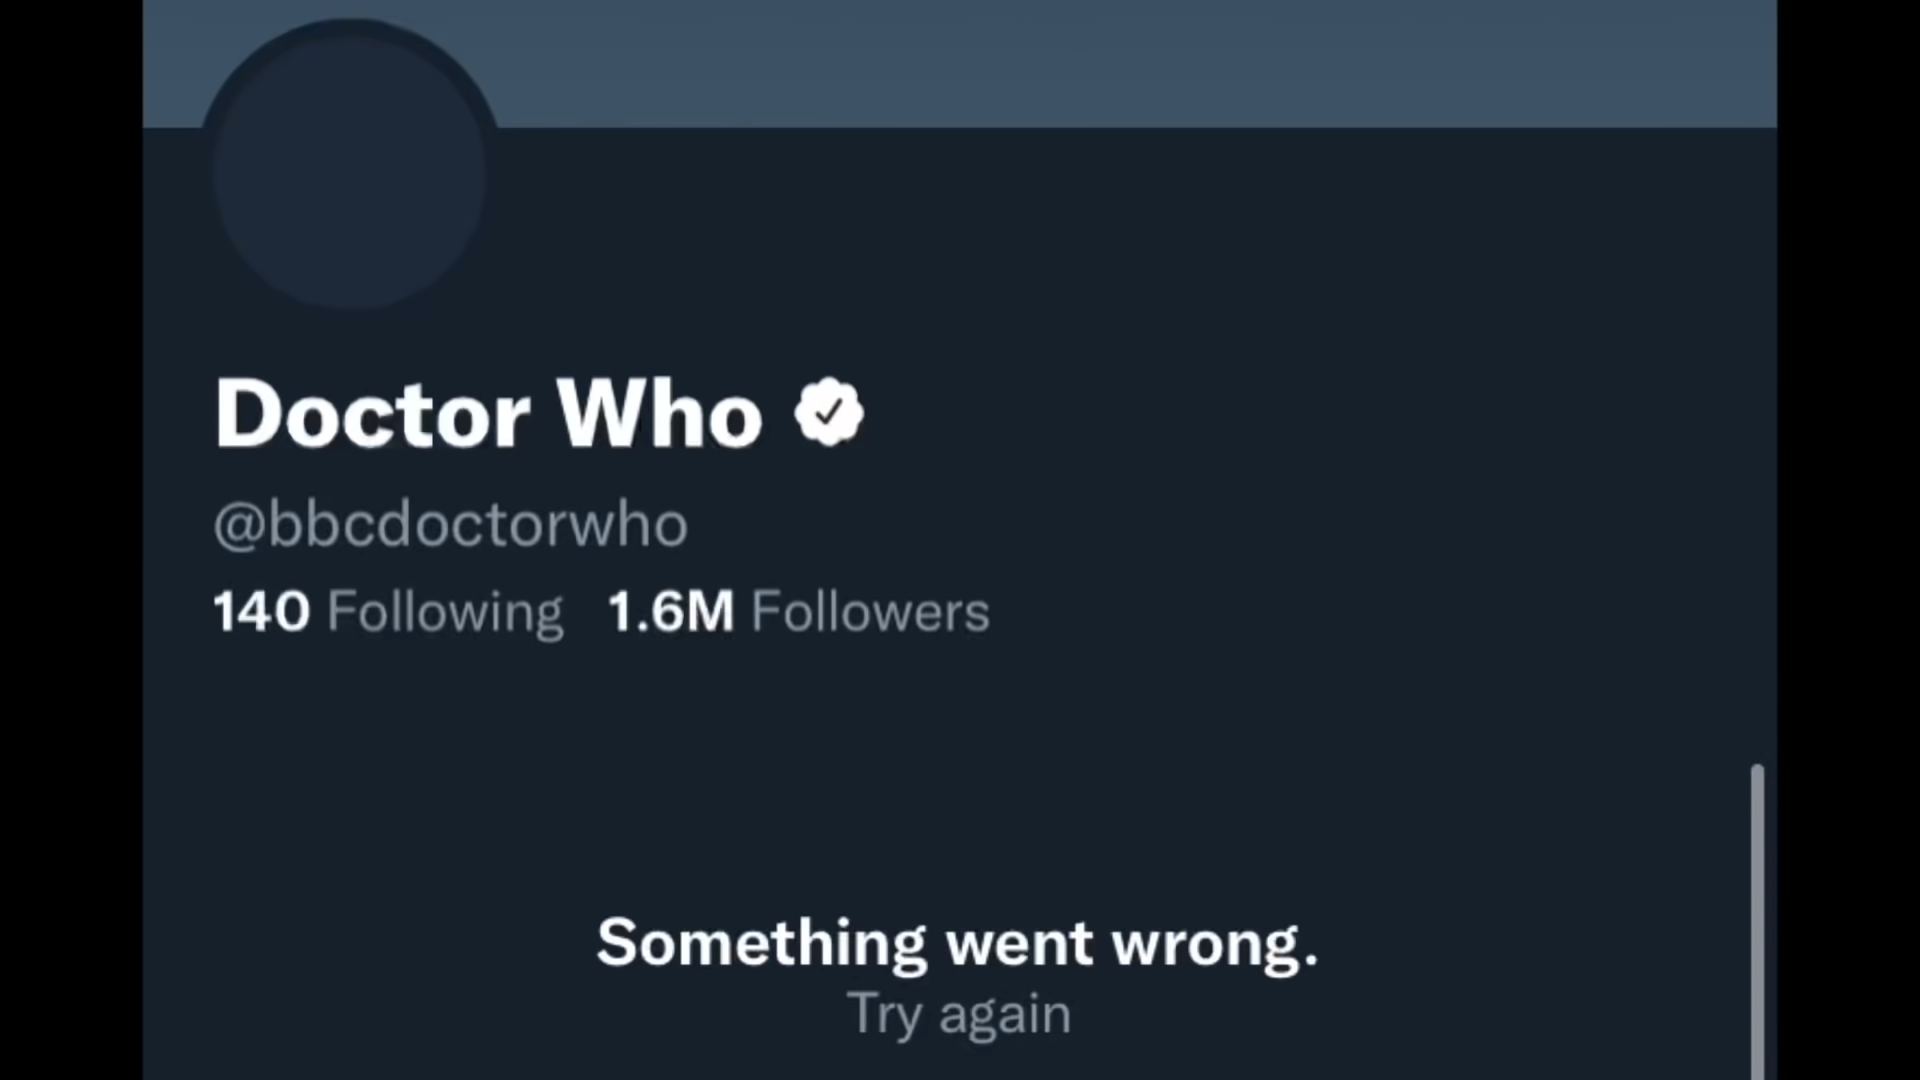 Doctor Who
@bbcdoctorwho
140 Following 1.6M Followers
Something went wrong.
Try again